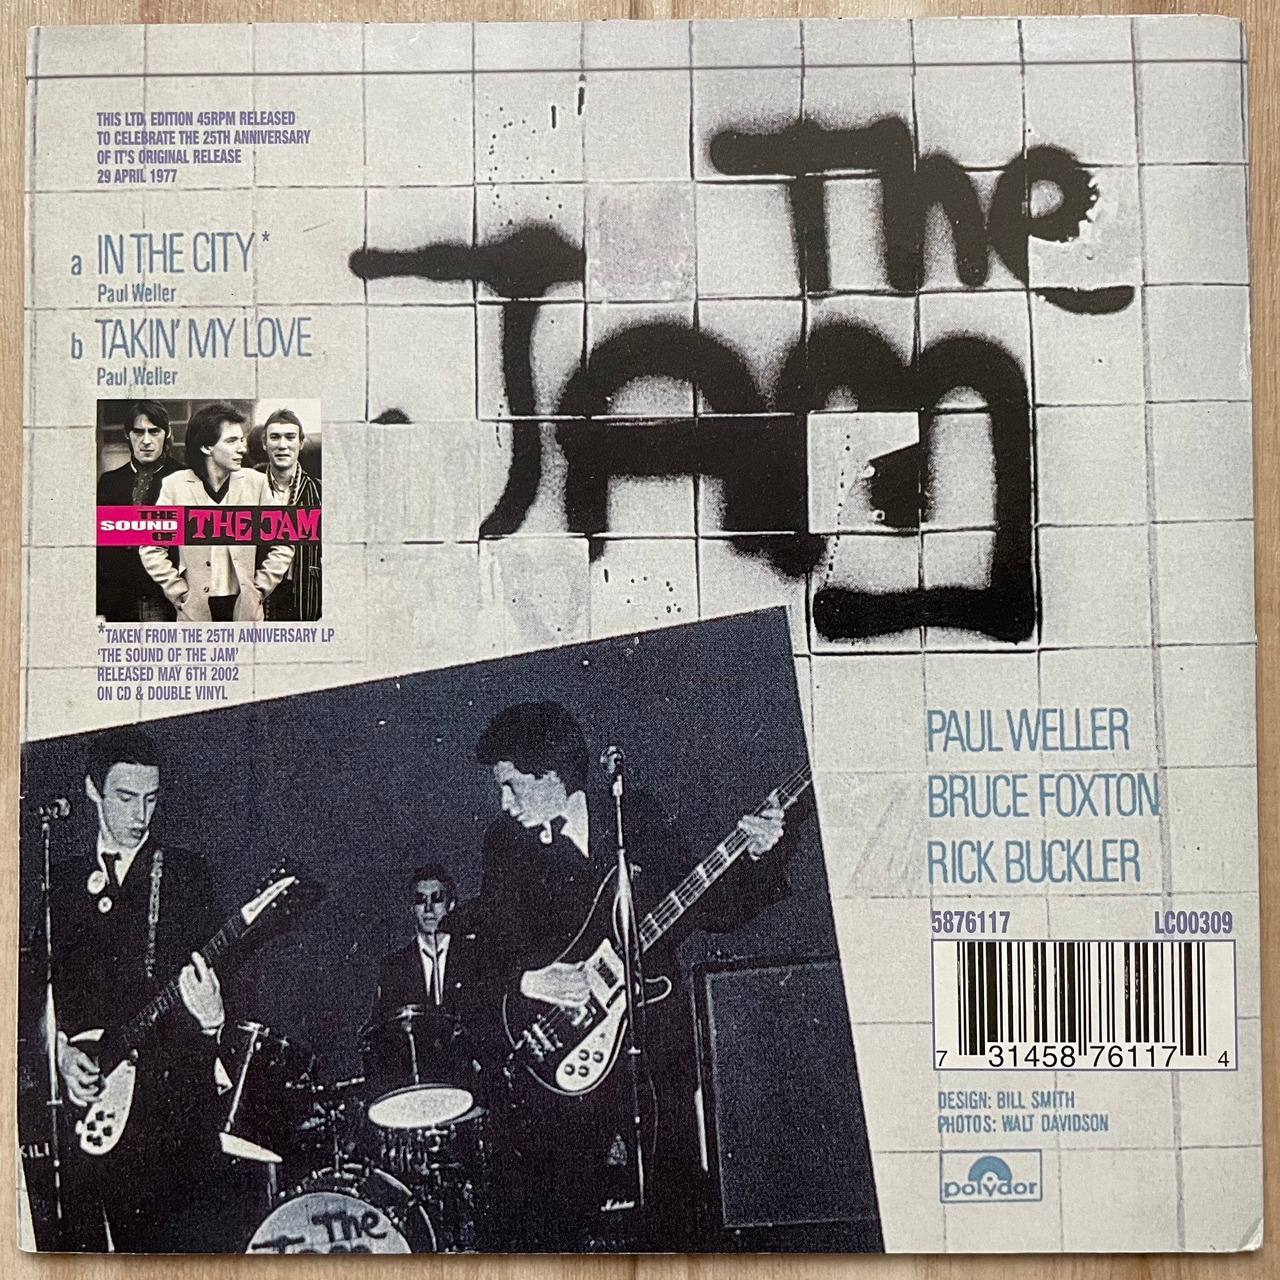 THIS LTD. EDITION 45RPM RELEASED
TO CELEBRATE THE 25TH ANNIVERSARY
OF IT'S ORIGINAL RELEASE
29 APRIL 1977
a IN THE CITY*
Paul Weller
b TAKIN' MY LOVE
Paul Weller
THE SOUND OF THE JAM
*TAKEN FROM THE 25TH ANNIVERSARY LP
'THE SOUND OF THE JAM'
RELEASED MAY 6TH 2002
ON CD & DOUBLE VINYL
The
JAM
PAUL WELLER
BRUCE FOXTON
RICK BUCKLER
5876117 LC00309
7 31458 76117 4
DESIGN: BILL SMITH
PHOTOS: WALT DAVIDSON
polydor
KILI
The